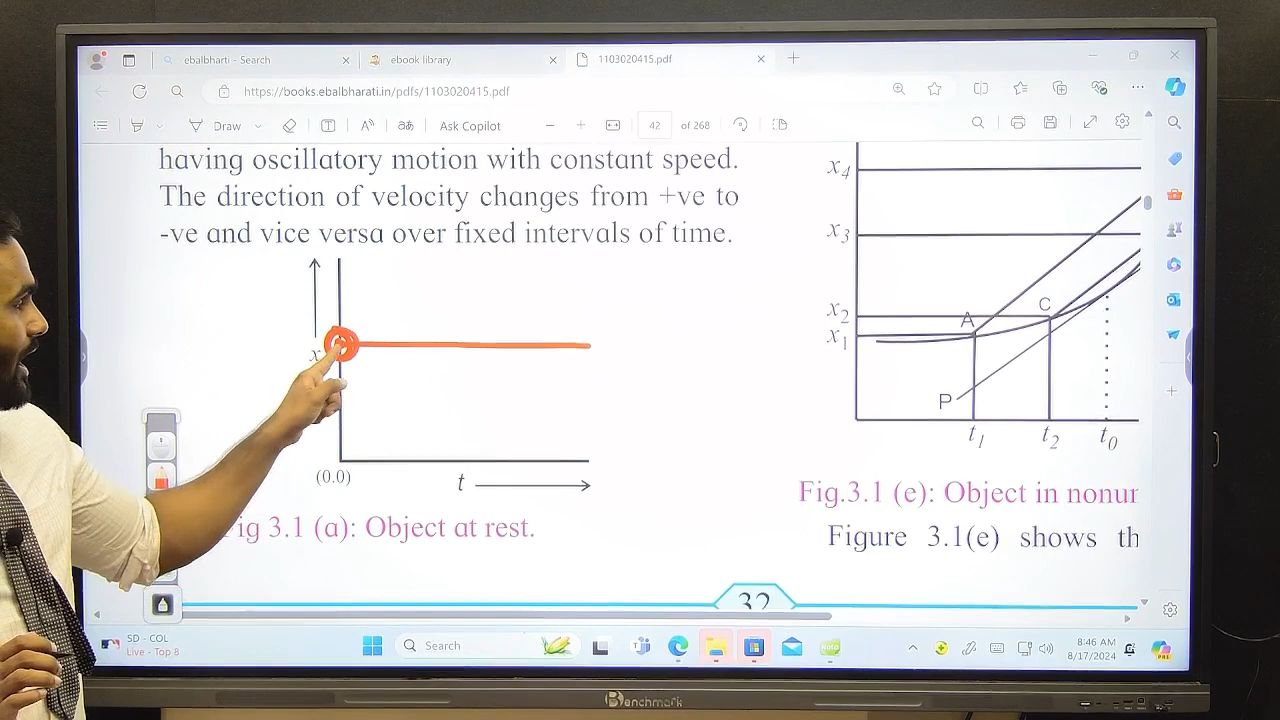 ebalbharti - Search
ebook library
1103020415.pdf
https://books.ebalbharati.in/pdfs/1103020415.pdf
Draw
Ask Copilot
42 of 268
having oscillatory motion with constant speed.
The direction of velocity changes from +ve to
-ve and vice versa over fixed intervals of time.
x
(0.0)
t
ig 3.1 (a): Object at rest.
x4
x3
x2
x1
A
C
P
t1
t2
t0
Fig.3.1 (e): Object in nonur
Figure 3.1(e) shows th
32
SD - COL
Live - Top 8
Search
8:46 AM
8/17/2024
Benchmark